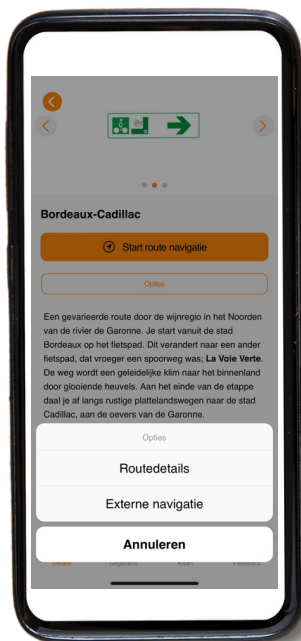 Bordeaux-Cadillac
Start route navigatie
Opties
Een gevarieerde route door de wijnregio in het Noorden
van de rivier de Garonne. Je start vanuit de stad
Bordeaux op het fietspad. Dit verandert naar een ander
fietspad, dat vroeger een spoorweg was; La Voie Verte.
De weg wordt een geleidelijke klim naar het binnenland
door gloeiende heuvels. Aan het einde van de etappe
daal je af langs rustige plattelandswegen naar de stad
Cadillac, aan de oevers van de Garonne.
Opties
Routedetails
Externe navigatie
Annuleren
Details Gegevens Kaart Feedback